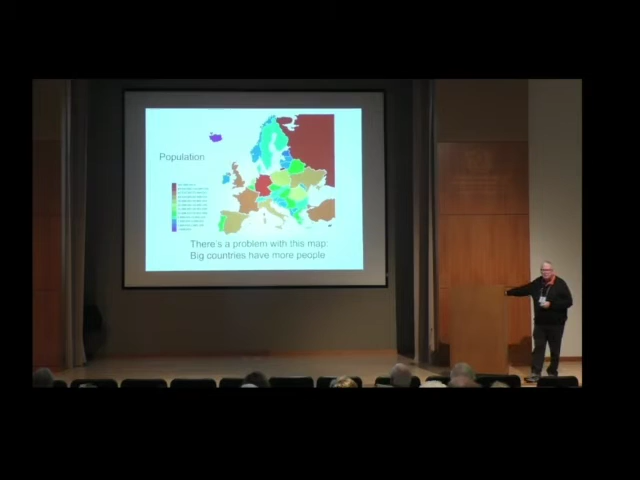 Population
There's a problem with this map:
Big countries have more people